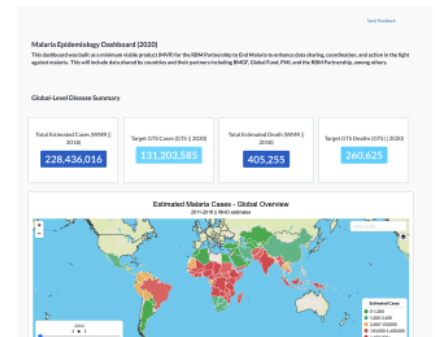 Send Feedback
Malaria Epidemiology Dashboard (2020)
This dashboard was built as a minimum viable product (MVP) for the RBM Partnership to End Malaria to enhance data sharing, coordination, and action in the fight
against malaria. This will include data shared by countries and their partners including BMGF, Global Fund, PMI, and the RBM Partnership, among others.
Global-Level Disease Summary
Total Estimated Cases (WMR ||
2018)
228,436,016
Target GTS Cases (GTS || 2020)
131,203,585
Total Estimated Death (WMR ||
2018)
405,255
Target GTS Deaths (GTS || 2020)
260,625
Estimated Malaria Cases - Global Overview
2011-2018 || WHO estimates
+
-
Estimated Cases